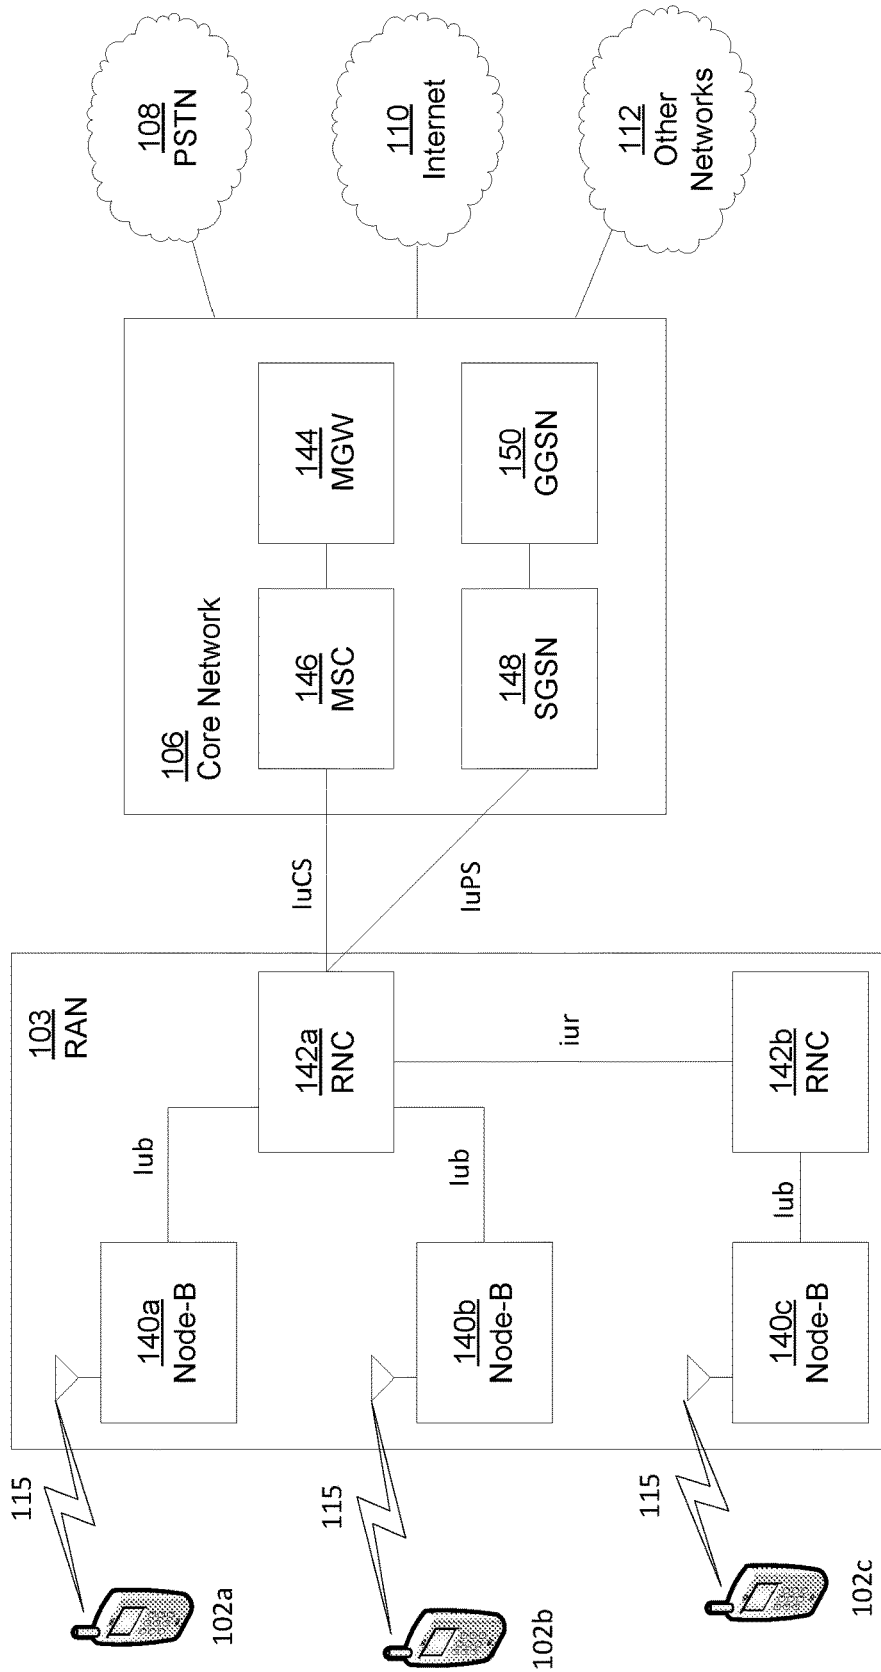 103
RAN
106
Core Network
108
PSTN
115
102a
140a
Node-B
Iub
142a
RNC
IuCS
146
MSC
144
MGW
110
Internet
115
102b
140b
Node-B
Iub
IuPS
148
SGSN
150
GGSN
iur
112
Other
Networks
115
102c
140c
Node-B
Iub
142b
RNC